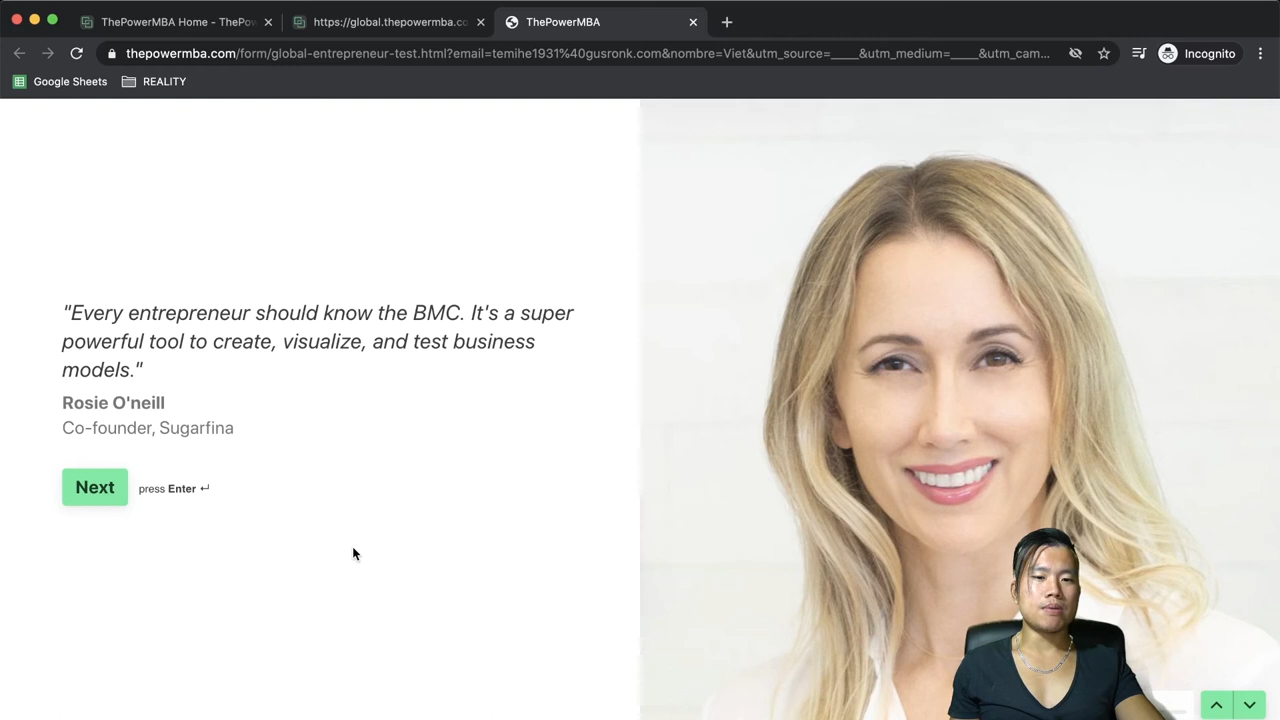 ThePowerMBA Home - ThePow
https://global.thepowermba.co
ThePowerMBA
thepowermba.com/form/global-entrepreneur-test.html?email=temihe1931%40gusronk.com&nombre=Viet&utm_source=____&utm_medium=____&utm_cam...
Incognito
Google Sheets
REALITY
"Every entrepreneur should know the BMC. It's a super
powerful tool to create, visualize, and test business
models."
Rosie O'neill
Co-founder, Sugarfina
Next
press Enter ↵